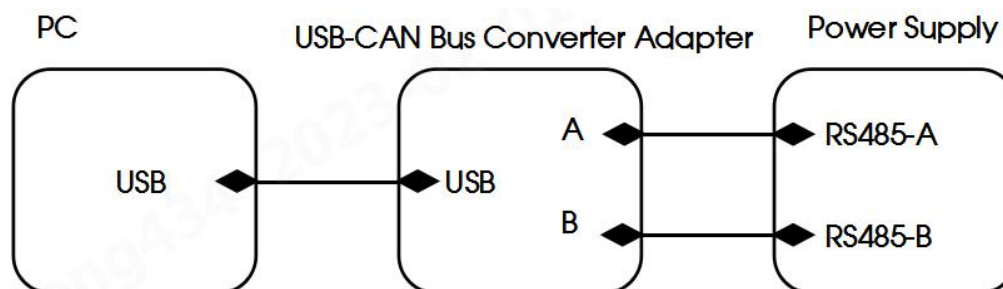 PC
USB-CAN Bus Converter Adapter
Power Supply
A
RS485-A
USB
USB
B
RS485-B